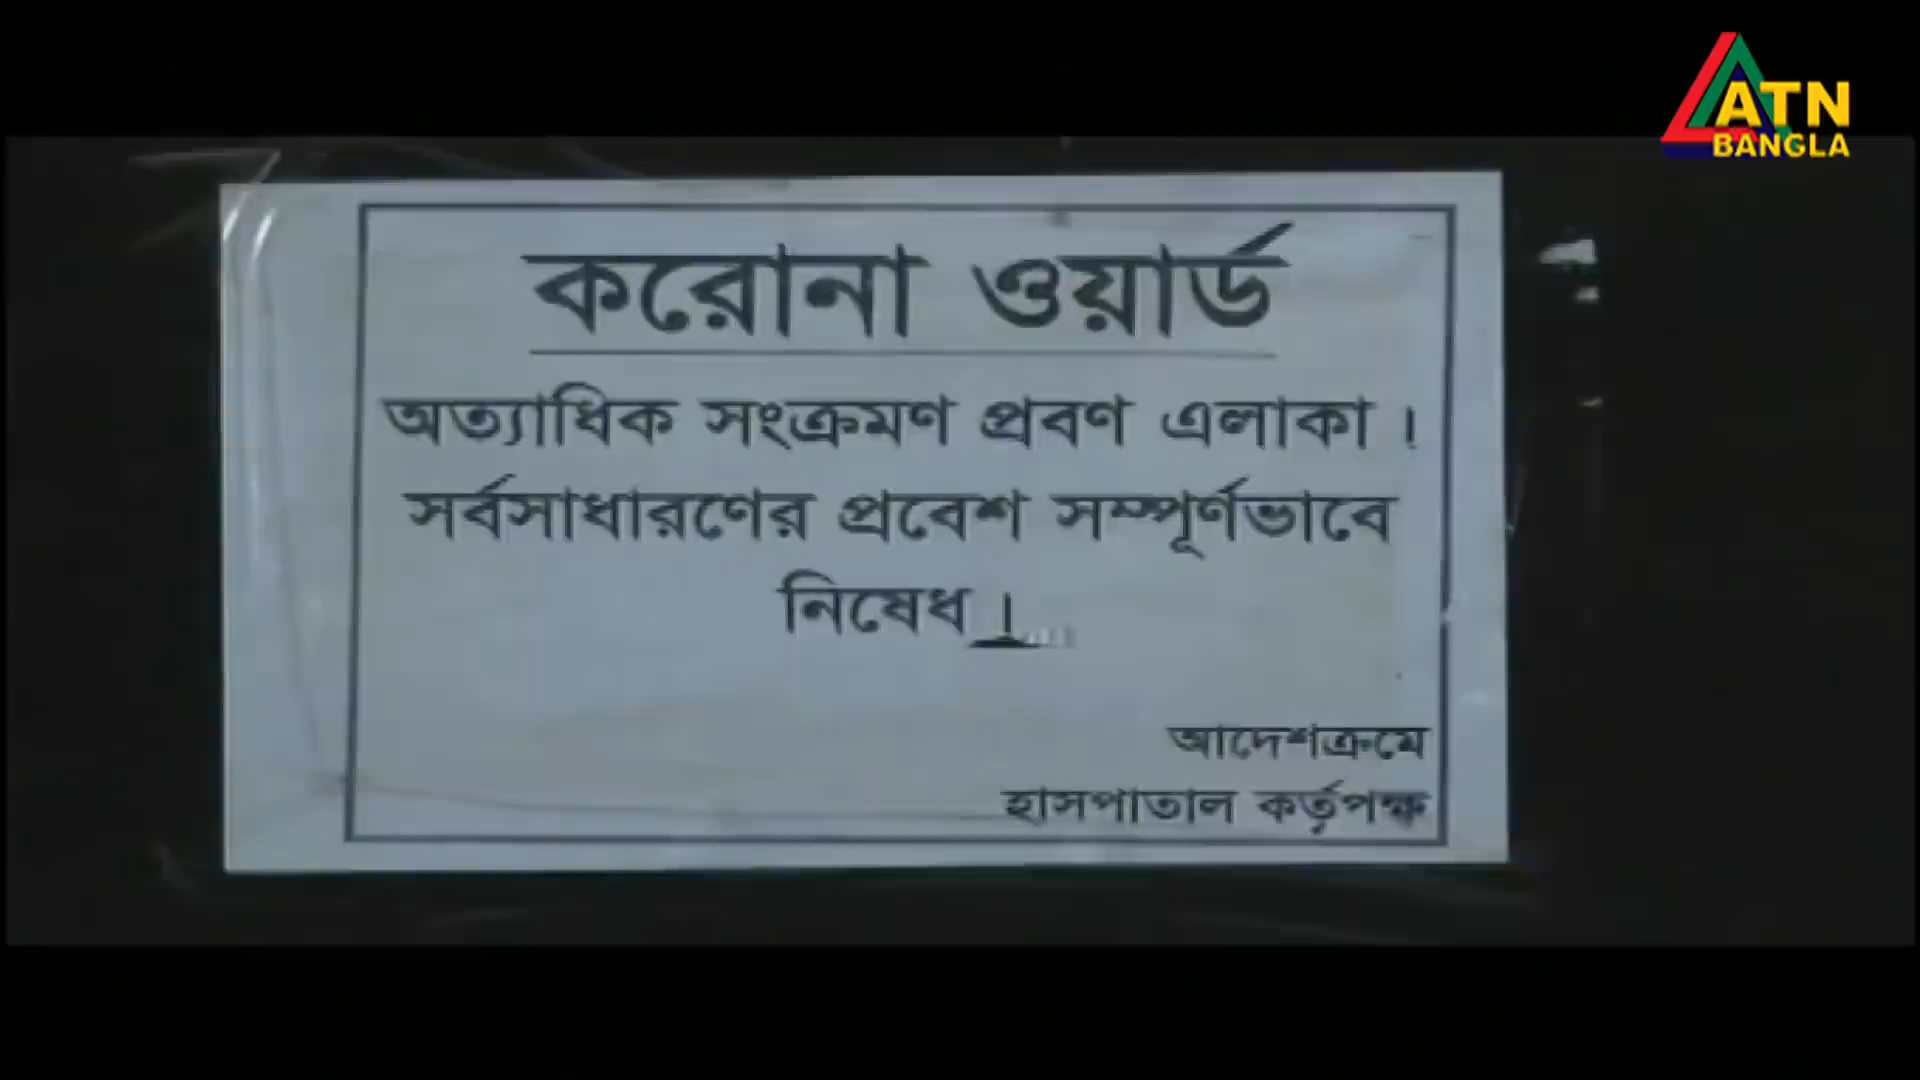 ATN
BANGLA
করোনা ওয়ার্ড
অত্যাধিক সংক্রমণ প্রবণ এলাকা।
সর্বসাধারণের প্রবেশ সম্পূর্ণভাবে
নিষেধ।
আদেশক্রমে
হাসপাতাল কর্তৃপক্ষ